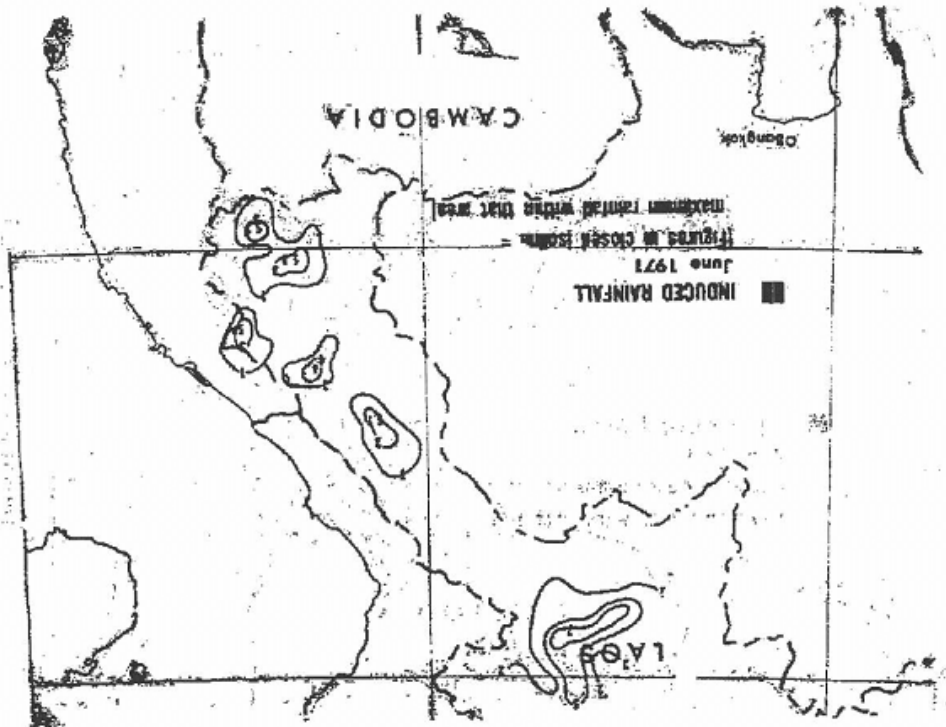 LAOS
INDUCED RAINFALL
June 1971
(figures in closed isoline =
maximum rainfall within that area)
Bangkok
CAMBODIA